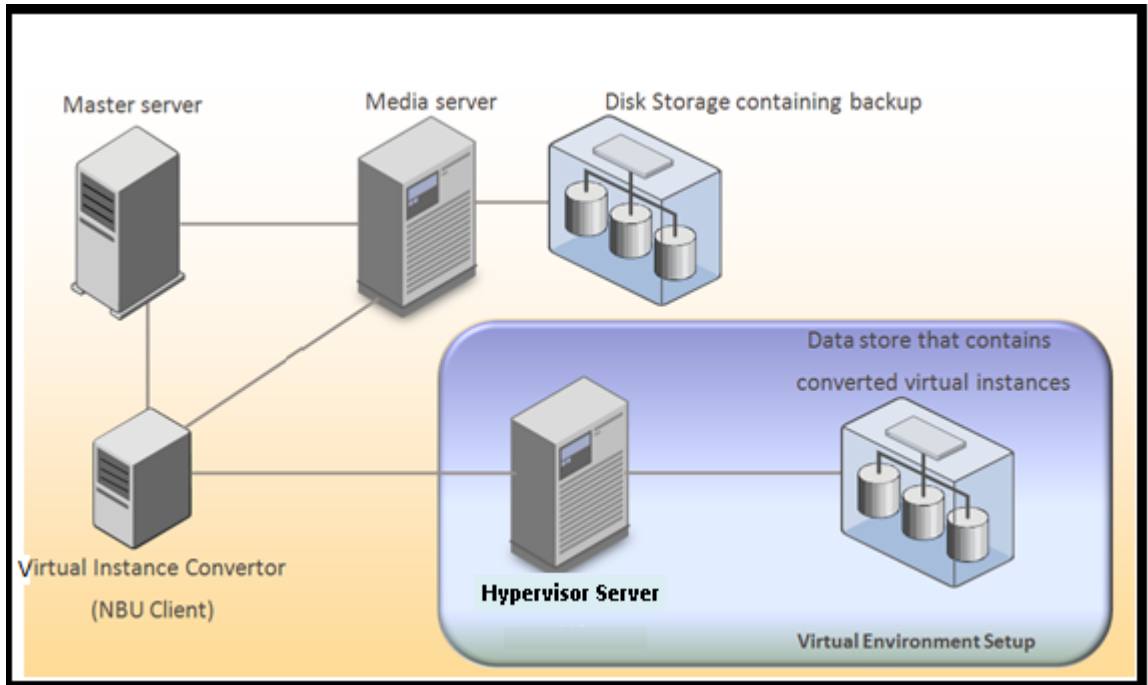 Master server
Media server
Disk Storage containing backup
Data store that contains
converted virtual instances
Virtual Instance Convertor
(NBU Client)
Hypervisor Server
Virtual Environment Setup